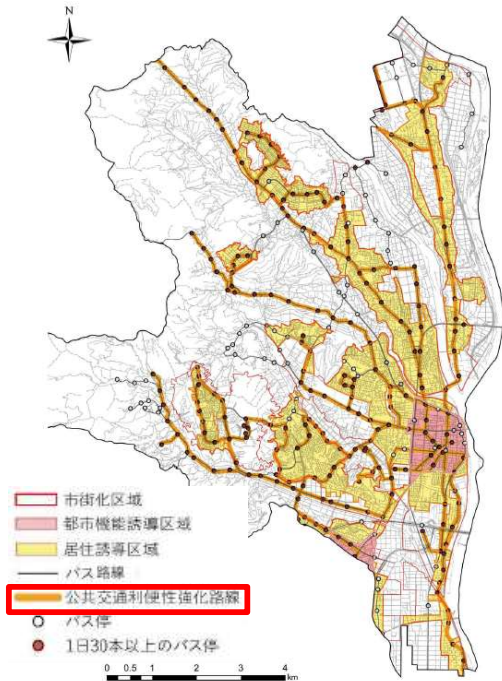 N
市街化区域
都市機能誘導区域
居住誘導区域
バス路線
公共交通利便性強化路線
バス停
1日30本以上のバス停
0 0.5 1 2 3 4
km